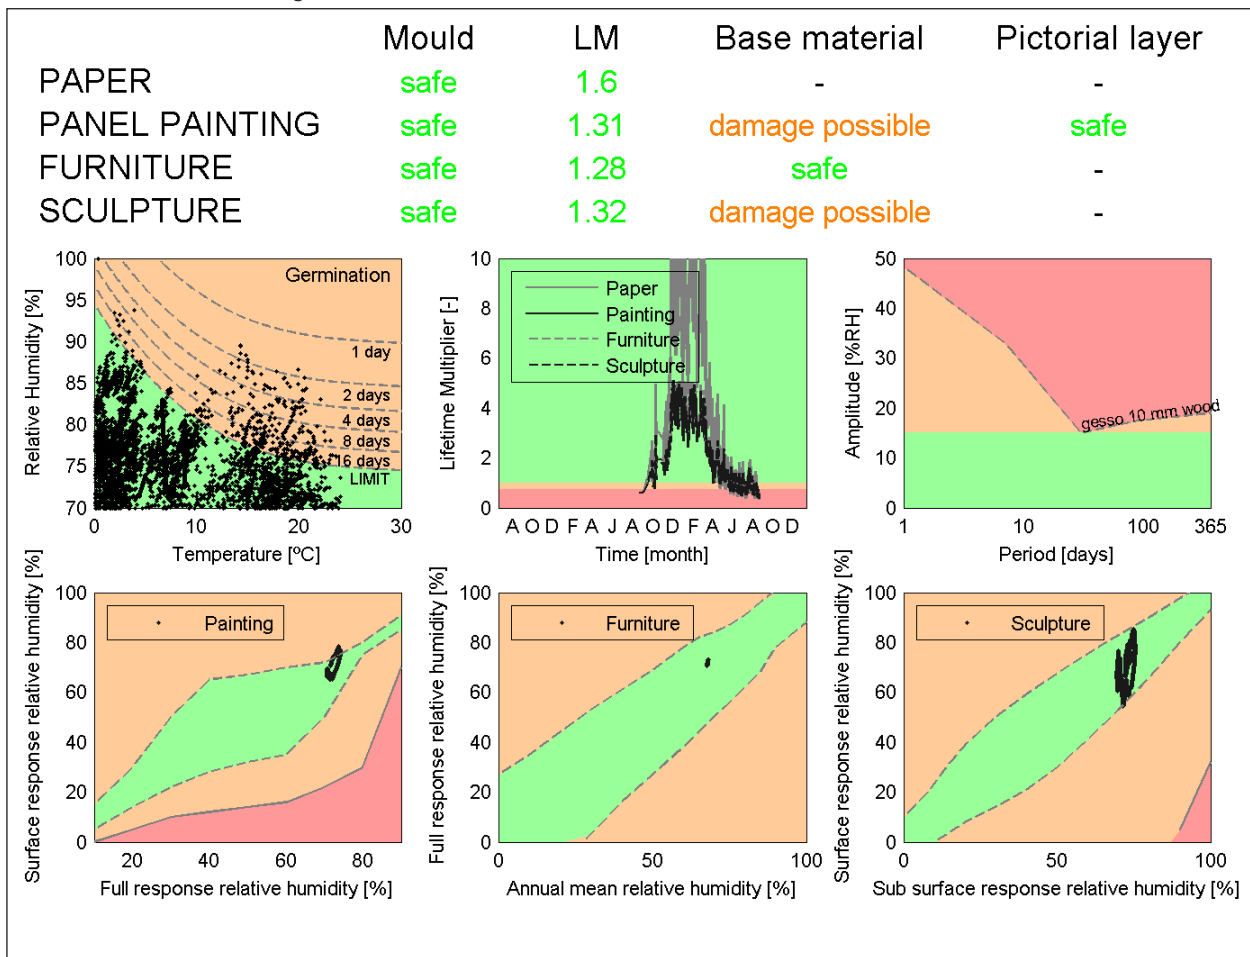 Mould LM Base material Pictorial layer
PAPER safe 1.6 - -
PANEL PAINTING safe 1.31 damage possible safe
FURNITURE safe 1.28 safe -
SCULPTURE safe 1.32 damage possible -
Relative Humidity [%]
100
95
90
85
80
75
70
Germination
1 day
2 days
4 days
8 days
16 days
LIMIT
0 10 20 30
Temperature [ºC]
Lifetime Multiplier [-]
10
8
6
4
2
0
Paper
Painting
Furniture
Sculpture
A O D F A J A O D F A J A O D
Time [month]
Amplitude [%RH]
50
40
30
20
10
0
gesso 10 mm wood
1 10 100 365
Period [days]
Surface response relative humidity [%]
100
80
60
40
20
0
Painting
20 40 60 80
Full response relative humidity [%]
Full response relative humidity [%]
100
80
60
40
20
0
Furniture
0 50 100
Annual mean relative humidity [%]
Surface response relative humidity [%]
100
80
60
40
20
0
Sculpture
0 50 100
Sub surface response relative humidity [%]